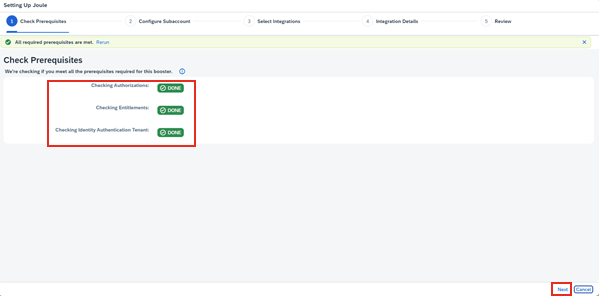 Setting Up Joule
1 Check Prerequisites 2 Configure Subaccount 3 Select Integrations 4 Integration Details 5 Review
All required prerequisites are met. Rerun
Check Prerequisites
We're checking if you meet all the prerequisites required for this booster.
Checking Authorizations: DONE
Checking Entitlements: DONE
Checking Identity Authentication Tenant: DONE
Next Cancel